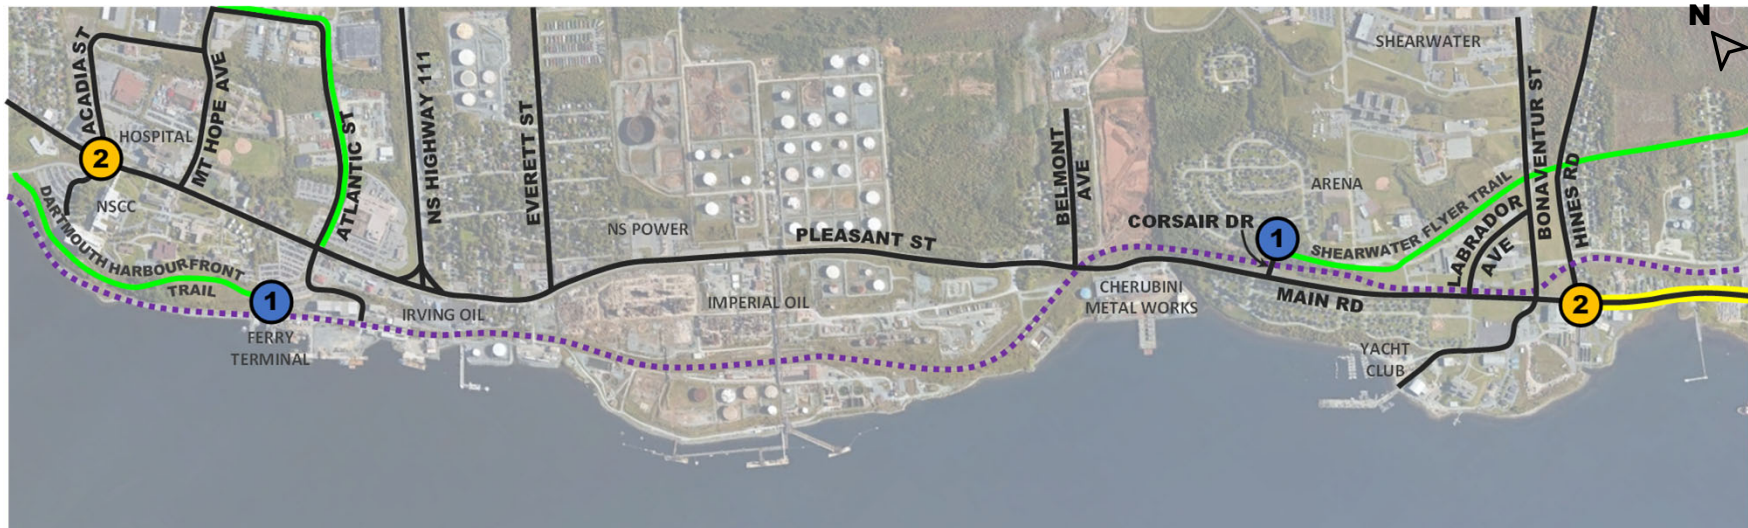 N
ACADIA ST
HOSPITAL
2
NSCC
MT HOPE AVE
DARTMOUTH HARBOURFRONT
TRAIL
1
FERRY
TERMINAL
ATLANTIC ST
NS HIGHWAY 111
IRVING OIL
EVERETT ST
NS POWER
IMPERIAL OIL
PLEASANT ST
BELMONT
AVE
CHERUBINI
METAL WORKS
CORSAIR DR
1
SHEARWATER
ARENA
SHEARWATER FLYER TRAIL
MAIN RD
LABRADOR
AVE
BONAVENTUR ST
HINES RD
2
YACHT
CLUB